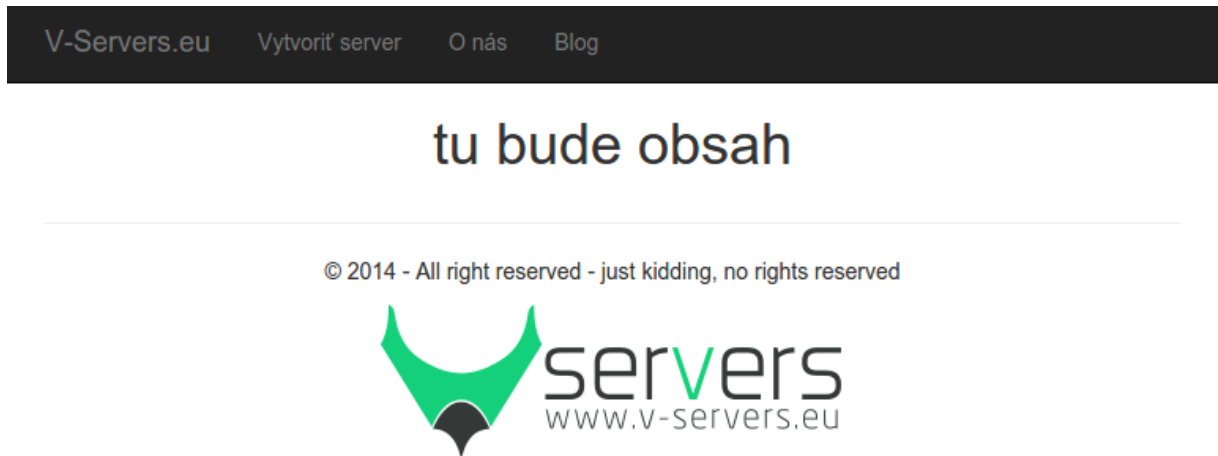 V-Servers.eu Vytvoriť server O nás Blog
tu bude obsah
© 2014 - All right reserved - just kidding, no rights reserved
servers
www.v-servers.eu